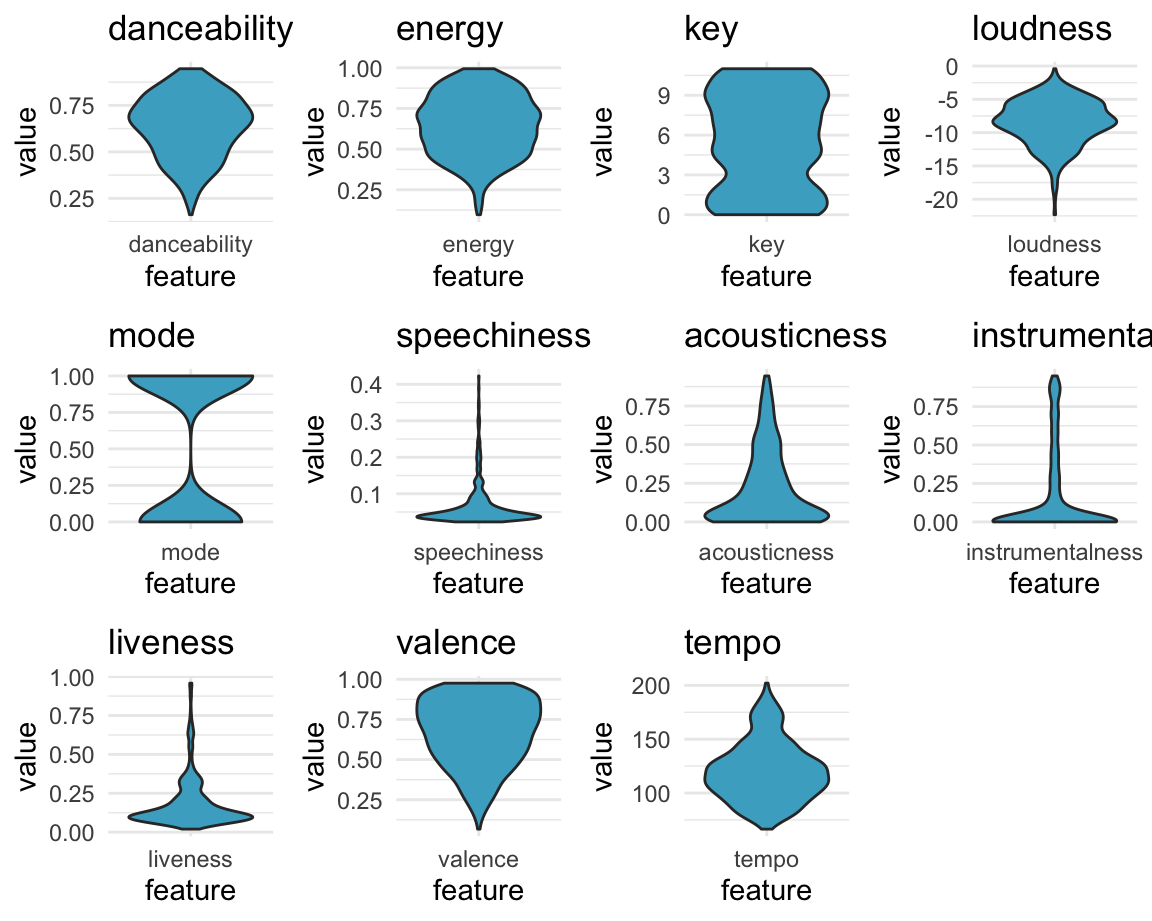 danceability
energy
key
loudness
value
0.75
0.50
0.25
danceability
feature
value
1.00
0.75
0.50
0.25
energy
feature
value
9
6
3
0
key
feature
value
0
-5
-10
-15
-20
loudness
feature
mode
speechiness
acousticness
instrumenta
value
1.00
0.75
0.50
0.25
0.00
mode
feature
value
0.4
0.3
0.2
0.1
speechiness
feature
value
0.75
0.50
0.25
0.00
acousticness
feature
value
0.75
0.50
0.25
0.00
instrumentalness
feature
liveness
valence
tempo
value
1.00
0.75
0.50
0.25
0.00
liveness
feature
value
1.00
0.75
0.50
0.25
valence
feature
value
200
150
100
tempo
feature